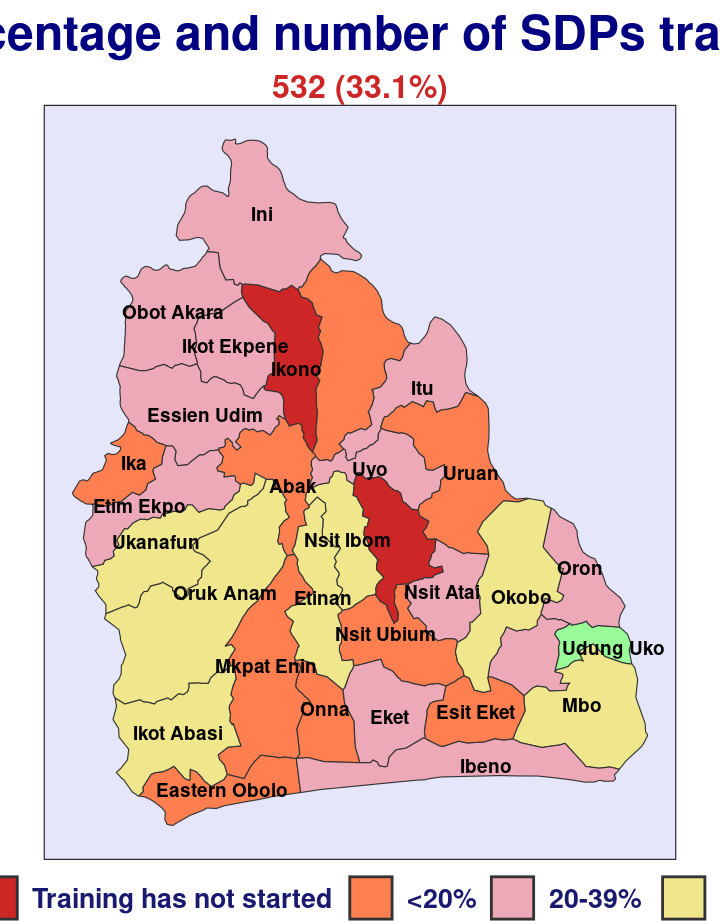 centage and number of SDPs tra
532 (33.1%)
Ini
Obot Akara
Ikot Ekpene
Ikono
Itu
Essien Udim
Ika
Uyo
Uruan
Abak
Etim Ekpo
Ukanafun
Nsit Ibom
Oron
Oruk Anam
Etinan
Nsit Atai
Okobo
Nsit Ubium
Udung Uko
Mkpat Enin
Onna
Eket
Esit Eket
Mbo
Ikot Abasi
Ibeno
Eastern Obolo
Training has not started <20% 20-39%